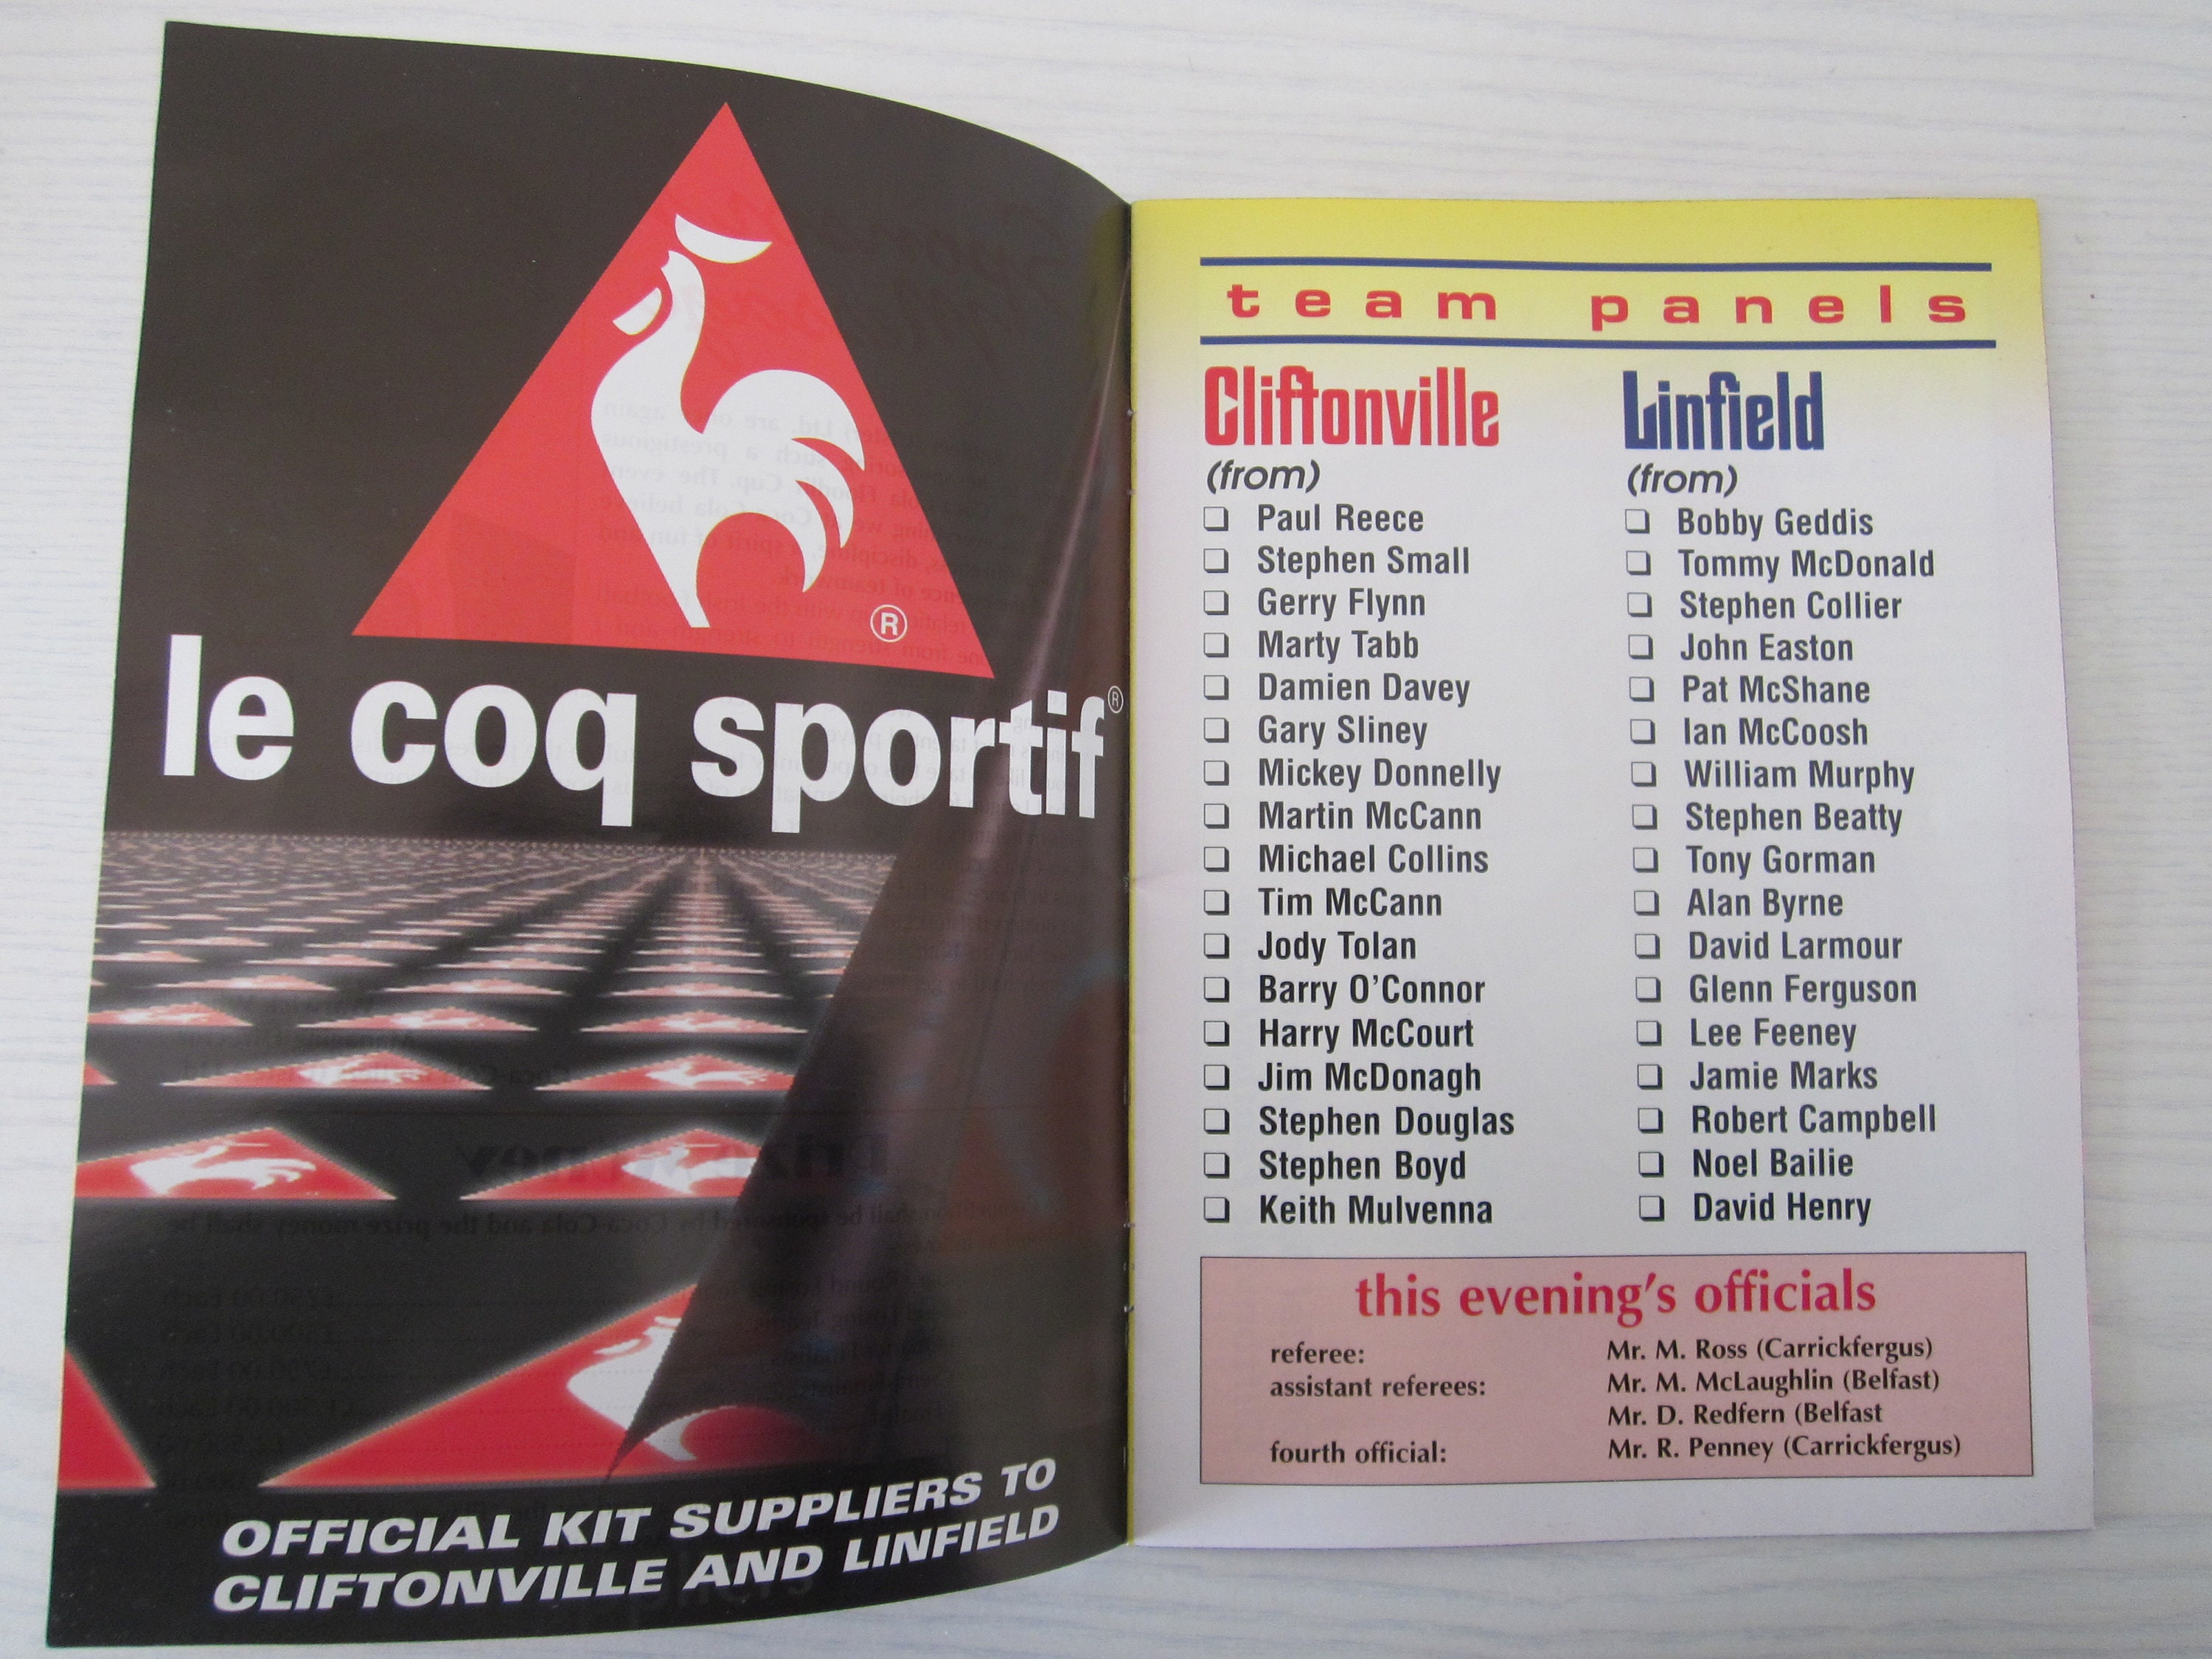 ®
le coq sportif®
OFFICIAL KIT SUPPLIERS TO
CLIFTONVILLE AND LINFIELD
team panels
Cliftonville
(from)
Paul Reece
Stephen Small
Gerry Flynn
Marty Tabb
Damien Davey
Gary Sliney
Mickey Donnelly
Martin McCann
Michael Collins
Tim McCann
Jody Tolan
Barry O'Connor
Harry McCourt
Jim McDonagh
Stephen Douglas
Stephen Boyd
Keith Mulvenna
Linfield
(from)
Bobby Geddis
Tommy McDonald
Stephen Collier
John Easton
Pat McShane
Ian McCoosh
William Murphy
Stephen Beatty
Tony Gorman
Alan Byrne
David Larmour
Glenn Ferguson
Lee Feeney
Jamie Marks
Robert Campbell
Noel Bailie
David Henry
this evening's officials
referee: Mr. M. Ross (Carrickfergus)
assistant referees: Mr. M. McLaughlin (Belfast)
Mr. D. Redfern (Belfast
fourth official: Mr. R. Penney (Carrickfergus)